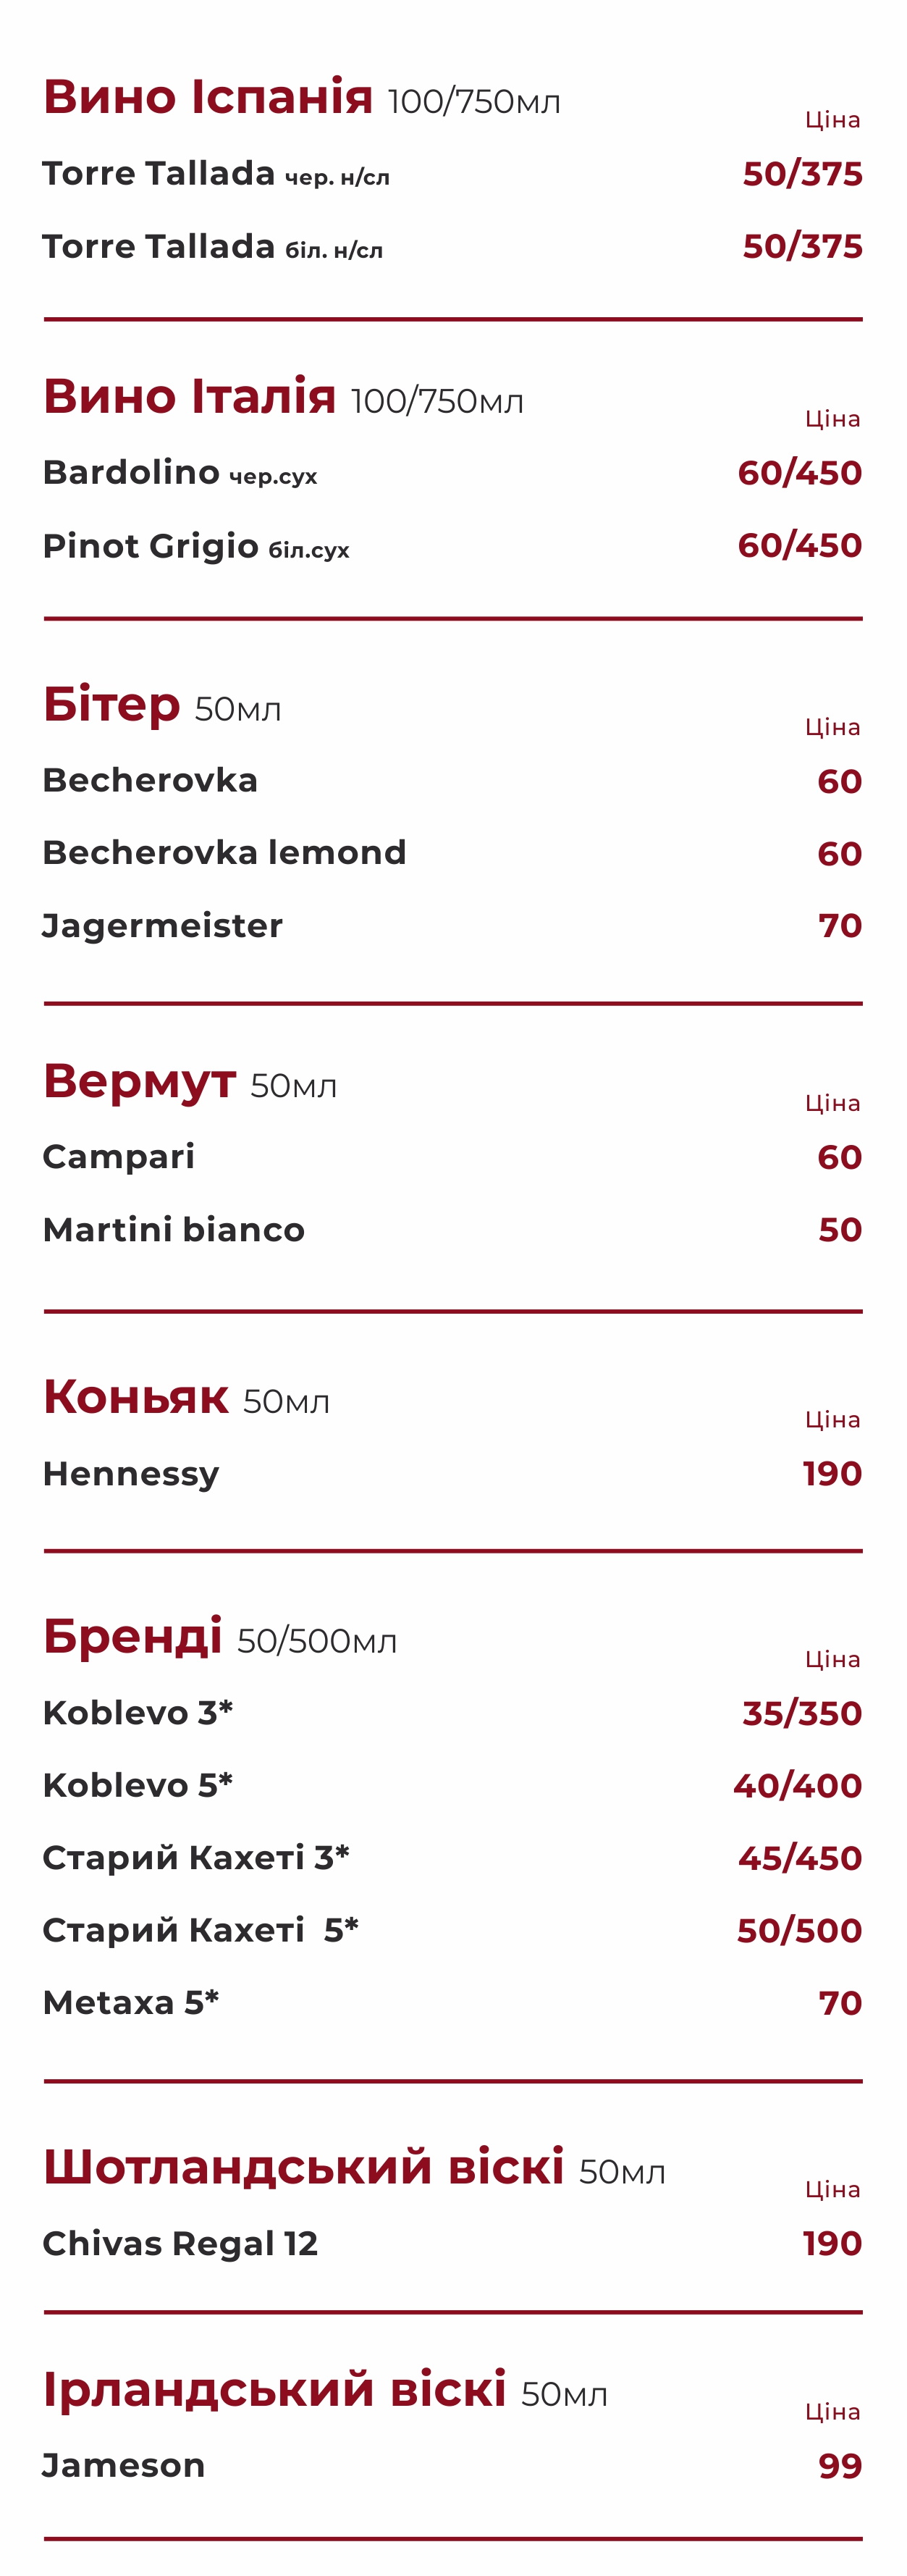 Вино Іспанія 100/750мл
Ціна
Torre Tallada чер. н/сл 50/375
Torre Tallada біл. н/сл 50/375
Вино Італія 100/750мл
Ціна
Bardolino чер.сух 60/450
Pinot Grigio біл.сух 60/450
Бітер 50мл
Ціна
Becherovka 60
Becherovka lemond 60
Jagermeister 70
Вермут 50мл
Ціна
Campari 60
Martini bianco 50
Коньяк 50мл
Ціна
Hennessy 190
Бренді 50/500мл
Ціна
Koblevo 3* 35/350
Koblevo 5* 40/400
Старий Кахеті 3* 45/450
Старий Кахеті 5* 50/500
Metaxa 5* 70
Шотландський віскі 50мл
Ціна
Chivas Regal 12 190
Ірландський віскі 50мл
Ціна
Jameson 99